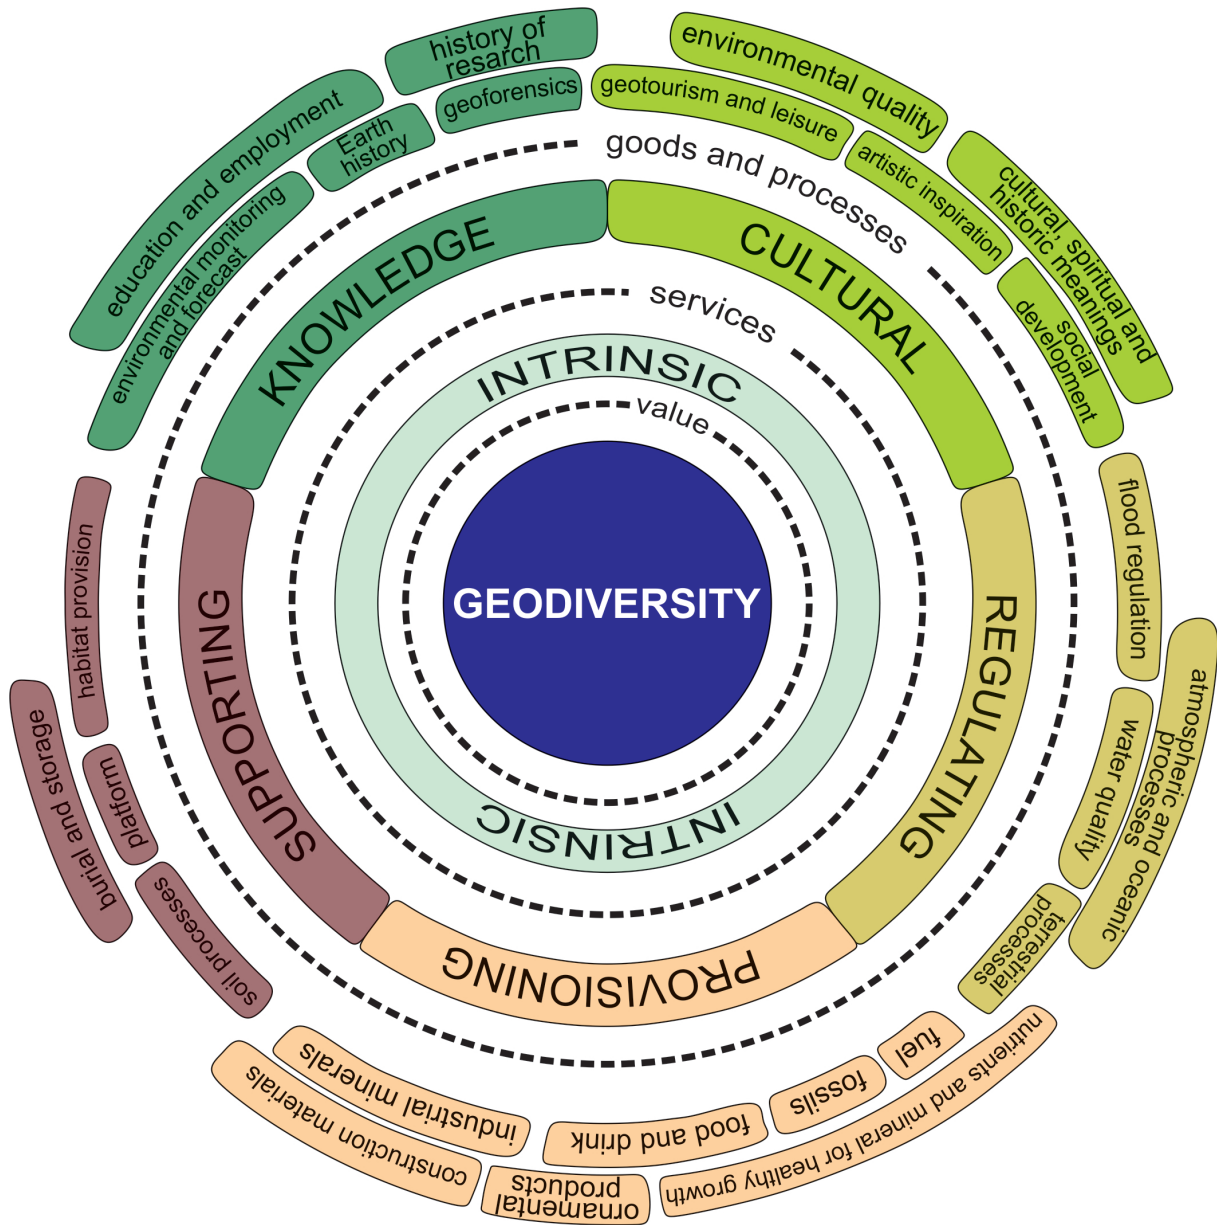 GEODIVERSITY
value
INTRINSIC
INTRINSIC
services
KNOWLEDGE
CULTURAL
REGULATING
PROVISIONING
SUPPORTING
goods and processes
history of
resarch
geoforensics
education and employment
Earth
history
environmental monitoring
and forecast
environmental quality
geotourism and leisure
artistic inspiration
cultural, spiritual and
historic meanings
social
development
flood regulation
atmospheric and oceanic
processes
water quality
terrestrial
processes
nutrients and mineral for healthy growth
fuel
fossils
food and drink
ornamental
products
industrial minerals
construction materials
soil processes
platform
burial and storage
habitat provision